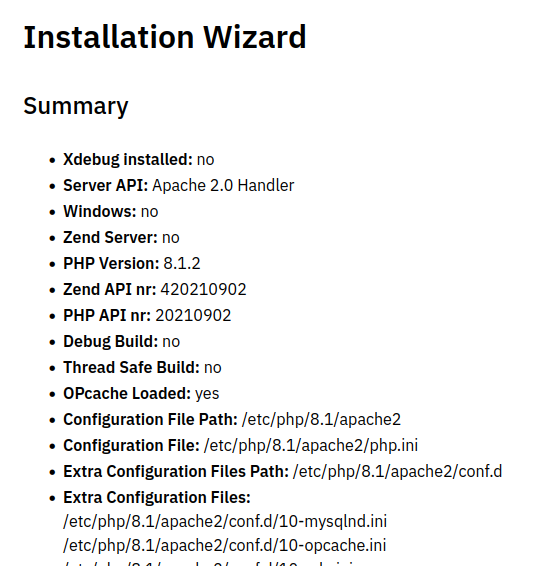 Installation Wizard
Summary
• Xdebug installed: no
• Server API: Apache 2.0 Handler
• Windows: no
• Zend Server: no
• PHP Version: 8.1.2
• Zend API nr: 420210902
• PHP API nr: 20210902
• Debug Build: no
• Thread Safe Build: no
• OPcache Loaded: yes
• Configuration File Path: /etc/php/8.1/apache2
• Configuration File: /etc/php/8.1/apache2/php.ini
• Extra Configuration Files Path: /etc/php/8.1/apache2/conf.d
• Extra Configuration Files:
/etc/php/8.1/apache2/conf.d/10-mysqlnd.ini
/etc/php/8.1/apache2/conf.d/10-opcache.ini